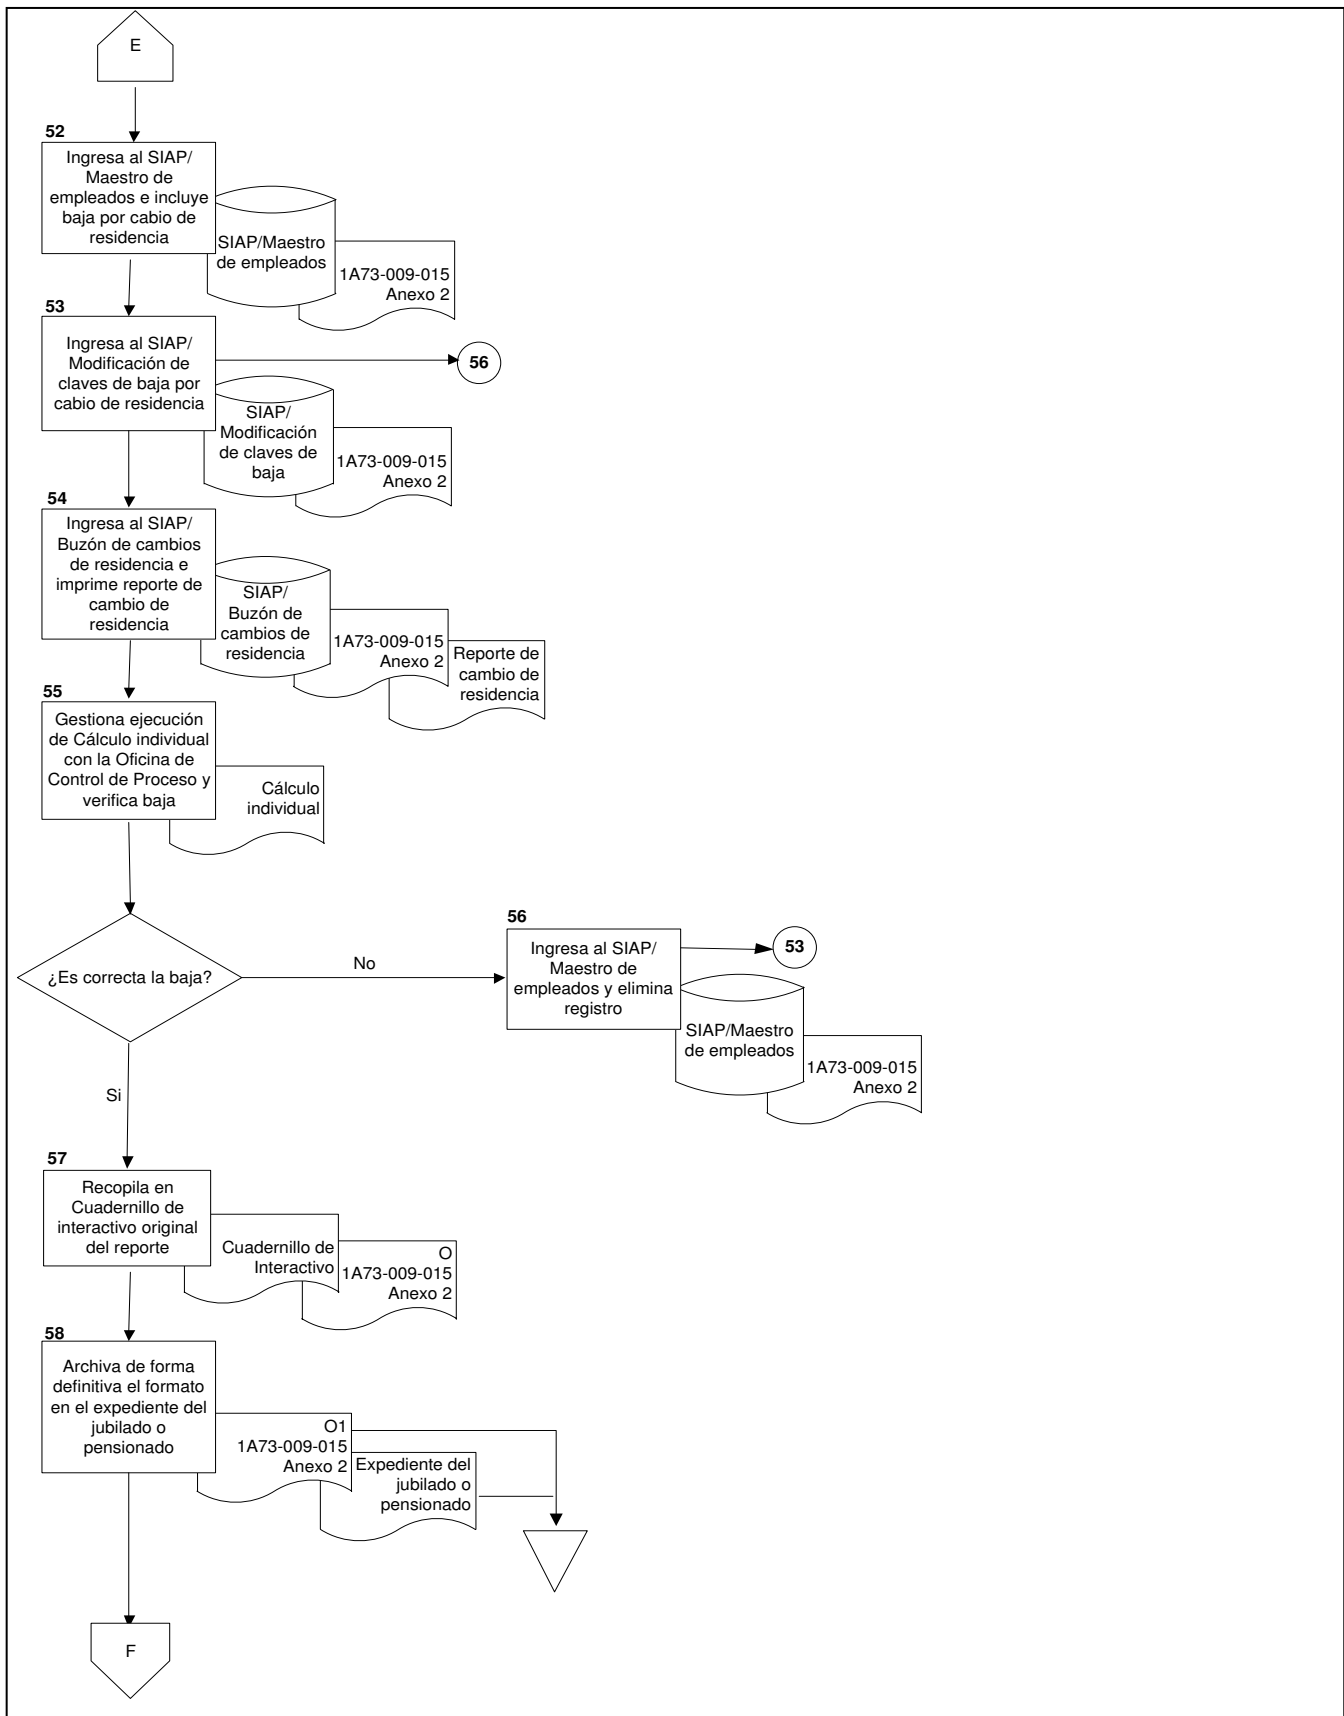 E
52
Ingresa al SIAP/
Maestro de
empleados e incluye
baja por cabio de
residencia
SIAP/Maestro
de empleados
1A73-009-015
Anexo 2
53
Ingresa al SIAP/
Modificación de
claves de baja por
cabio de residencia
56
SIAP/
Modificación
de claves de
baja
1A73-009-015
Anexo 2
54
Ingresa al SIAP/
Buzón de cambios
de residencia e
imprime reporte de
cambio de
residencia
SIAP/
Buzón de
cambios de
residencia
1A73-009-015
Anexo 2
Reporte de
cambio de
residencia
55
Gestiona ejecución
de Cálculo individual
con la Oficina de
Control de Proceso y
verifica baja
Cálculo
individual
¿Es correcta la baja?
No
56
Ingresa al SIAP/
Maestro de
empleados y elimina
registro
53
SIAP/Maestro
de empleados
1A73-009-015
Anexo 2
Si
57
Recopila en
Cuadernillo de
interactivo original
del reporte
Cuadernillo de
Interactivo
O
1A73-009-015
Anexo 2
58
Archiva de forma
definitiva el formato
en el expediente del
jubilado o
pensionado
O1
1A73-009-015
Anexo 2
Expediente del
jubilado o
pensionado
F